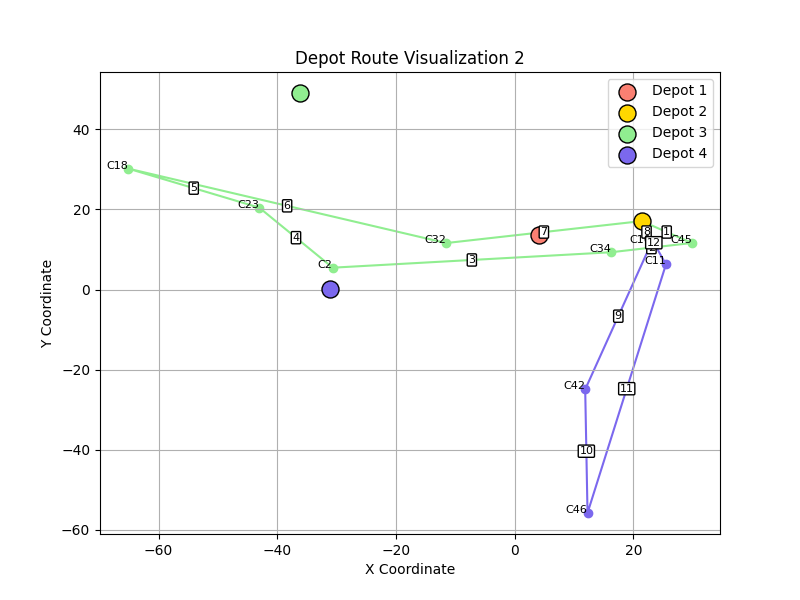 Depot Route Visualization 2
Depot 1
Depot 2
Depot 3
Depot 4
40
20
0
−20
−40
−60
Y Coordinate
−60
−40
−20
0
20
X Coordinate
C18
C23
C2
C32
C34
C45
C11
C42
C46
1
3
4
5
6
7
8
9
10
11
12